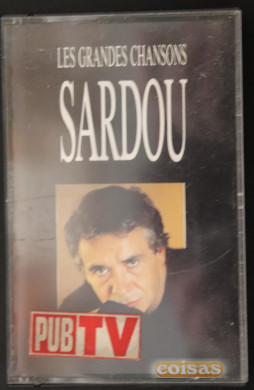 LES GRANDES CHANSONS
SARDOU
PUB TV
coisas